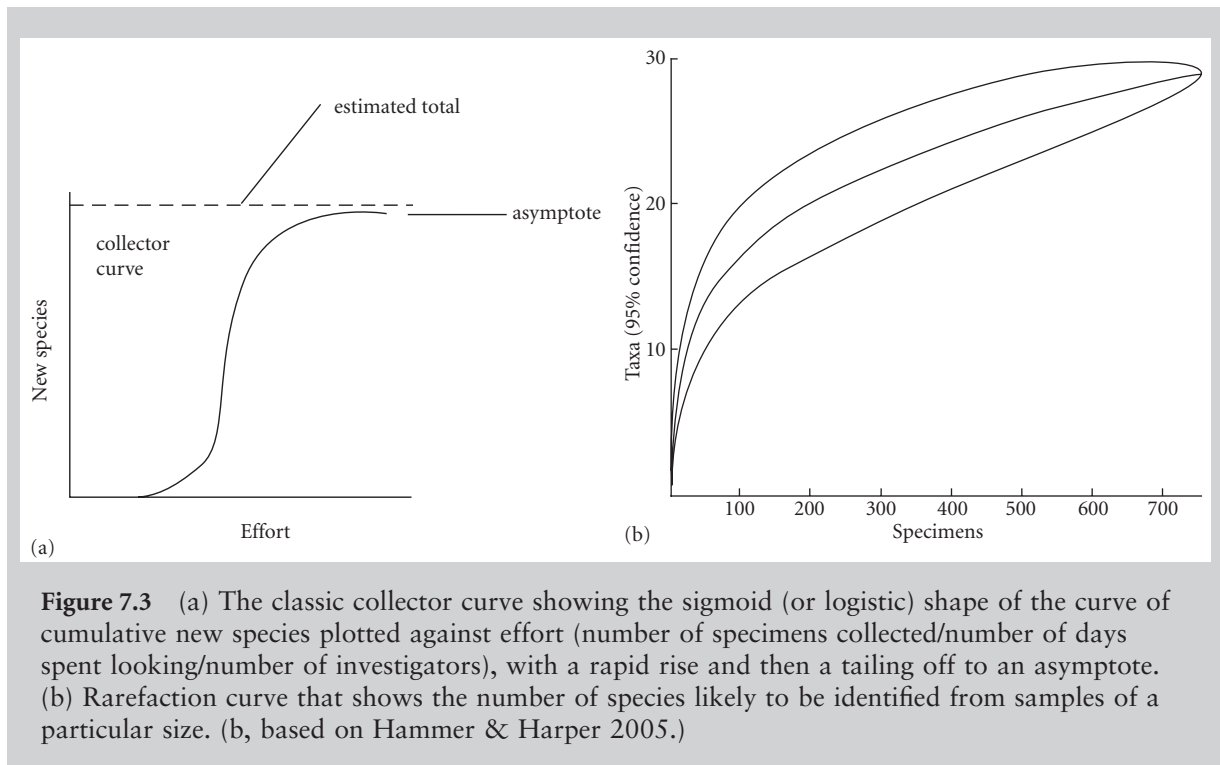 estimated total
asymptote
collector
curve
New species
Effort
(a)
30
20
10
Taxa (95% confidence)
100 200 300 400 500 600 700
Specimens
(b)
Figure 7.3 (a) The classic collector curve showing the sigmoid (or logistic) shape of the curve of
cumulative new species plotted against effort (number of specimens collected/number of days
spent looking/number of investigators), with a rapid rise and then a tailing off to an asymptote.
(b) Rarefaction curve that shows the number of species likely to be identified from samples of a
particular size. (b, based on Hammer & Harper 2005.)